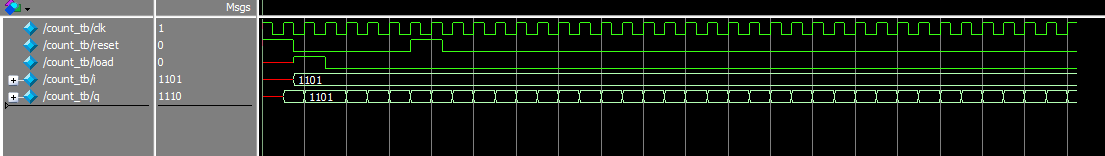 Msgs
/count_tb/clk 1
/count_tb/reset 0
/count_tb/load 0
/count_tb/i 1101 1101
/count_tb/q 1110 1101